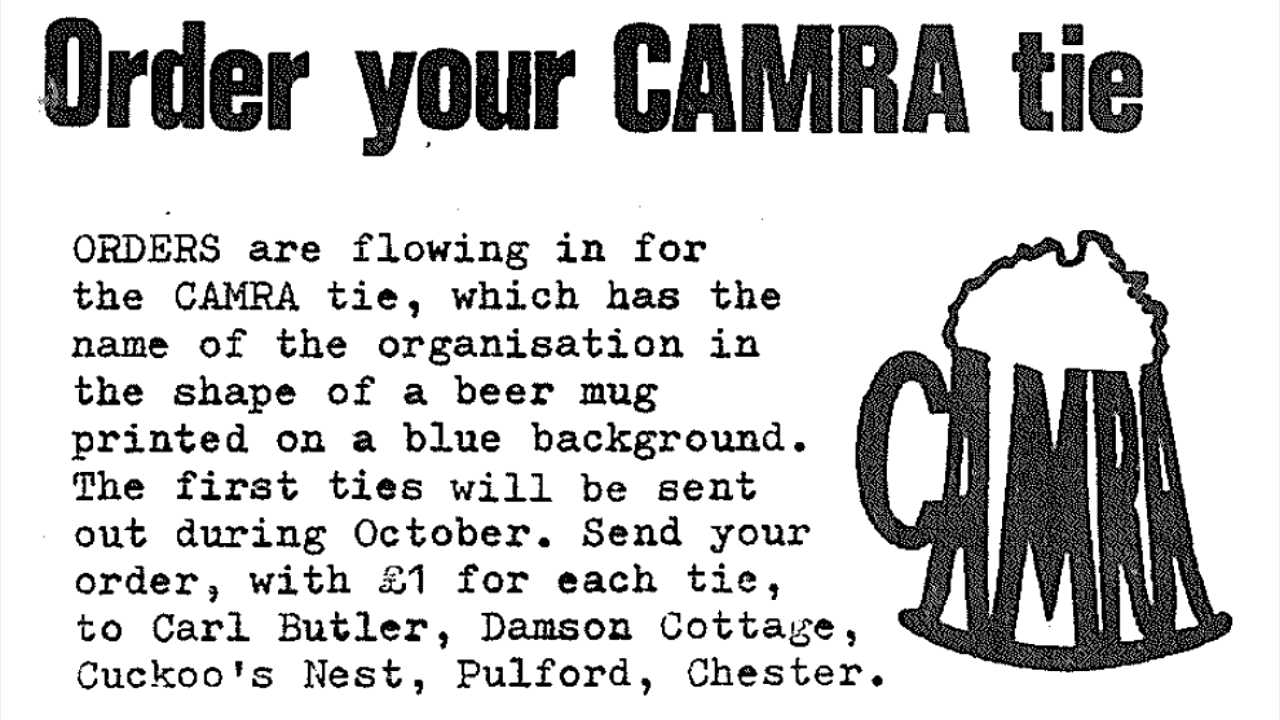 Order your CAMRA tie
ORDERS are flowing in for
the CAMRA tie, which has the
name of the organisation in
the shape of a beer mug
printed on a blue background.
The first ties will be sent
out during October. Send your
order, with £1 for each tie,
to Carl Butler, Damson Cottage,
Cuckoo's Nest, Pulford, Chester.
CAMRA